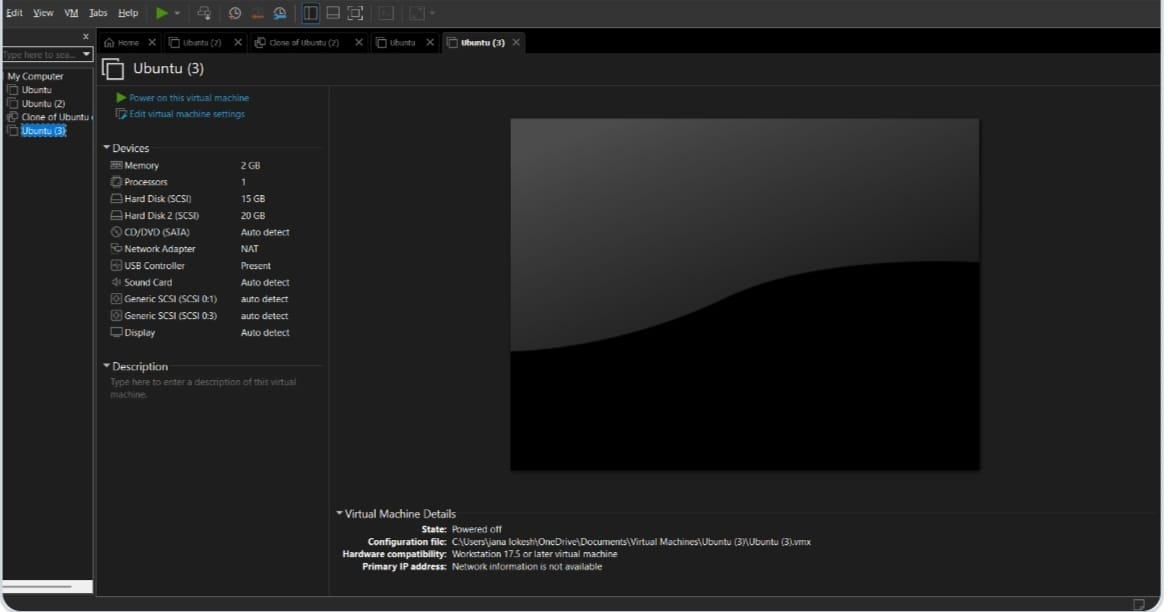 Edit View VM Tabs Help
Type here to sea...
My Computer
Ubuntu
Ubuntu (2)
Clone of Ubuntu
Ubuntu (3)
Home
Ubuntu (2)
Clone of Ubuntu (2)
Ubuntu
Ubuntu (3)
Ubuntu (3)
Power on this virtual machine
Edit virtual machine settings
Devices
Memory 2 GB
Processors 1
Hard Disk (SCSI) 15 GB
Hard Disk 2 (SCSI) 20 GB
CD/DVD (SATA) Auto detect
Network Adapter NAT
USB Controller Present
Sound Card Auto detect
Generic SCSI (SCSI 0:1) auto detect
Generic SCSI (SCSI 0:3) auto detect
Display Auto detect
Description
Type here to enter a description of this virtual
machine.
Virtual Machine Details
State: Powered off
Configuration file: C:\Users\jana lokesh\OneDrive\Documents\Virtual Machines\Ubuntu (3)\Ubuntu (3).vmx
Hardware compatibility: Workstation 17.5 or later virtual machine
Primary IP address: Network information is not available